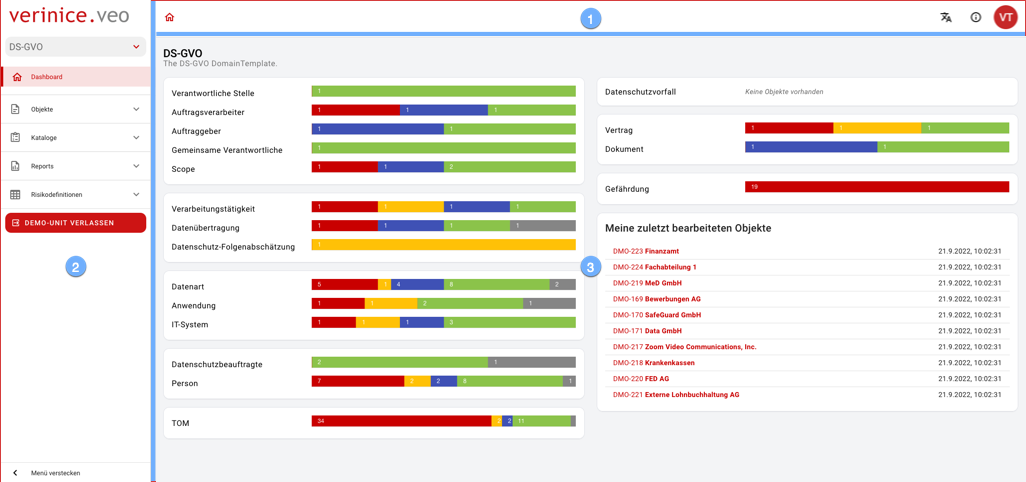 verinice.veo
1
VT
DS-GVO
Dashboard
Objekte
Kataloge
Reports
Risikodefinitionen
DEMO-UNIT VERLASSEN
2
Menü verstecken
DS-GVO
The DS-GVO DomainTemplate.
Verantwortliche Stelle 1
Auftragsverarbeiter 1 1 1
Auftraggeber 1 1
Gemeinsame Verantwortliche 1
Scope 1 1 2
Verarbeitungstätigkeit 1 1 1 1
Datenübertragung 1 1 1 1
Datenschutz-Folgenabschätzung 1
Datenart 5 1 4 8 2
Anwendung 1 2 1
IT-System 1 1 1 3
Datenschutzbeauftragte 2 1
Person 7 2 2 8 1
TOM 34 2 11
Datenschutzvorfall Keine Objekte vorhanden
Vertrag 1 1 1
Dokument 1 1
Gefährdung 19
3
Meine zuletzt bearbeiteten Objekte
DMO-223 Finanzamt 21.9.2022, 10:02:31
DMO-224 Fachabteilung 1 21.9.2022, 10:02:31
DMO-219 MeD GmbH 21.9.2022, 10:02:31
DMO-169 Bewerbungen AG 21.9.2022, 10:02:31
DMO-170 SafeGuard GmbH 21.9.2022, 10:02:31
DMO-171 Data GmbH 21.9.2022, 10:02:31
DMO-217 Zoom Video Communications, Inc. 21.9.2022, 10:02:31
DMO-218 Krankenkassen 21.9.2022, 10:02:31
DMO-220 FED AG 21.9.2022, 10:02:31
DMO-221 Externe Lohnbuchhaltung AG 21.9.2022, 10:02:31